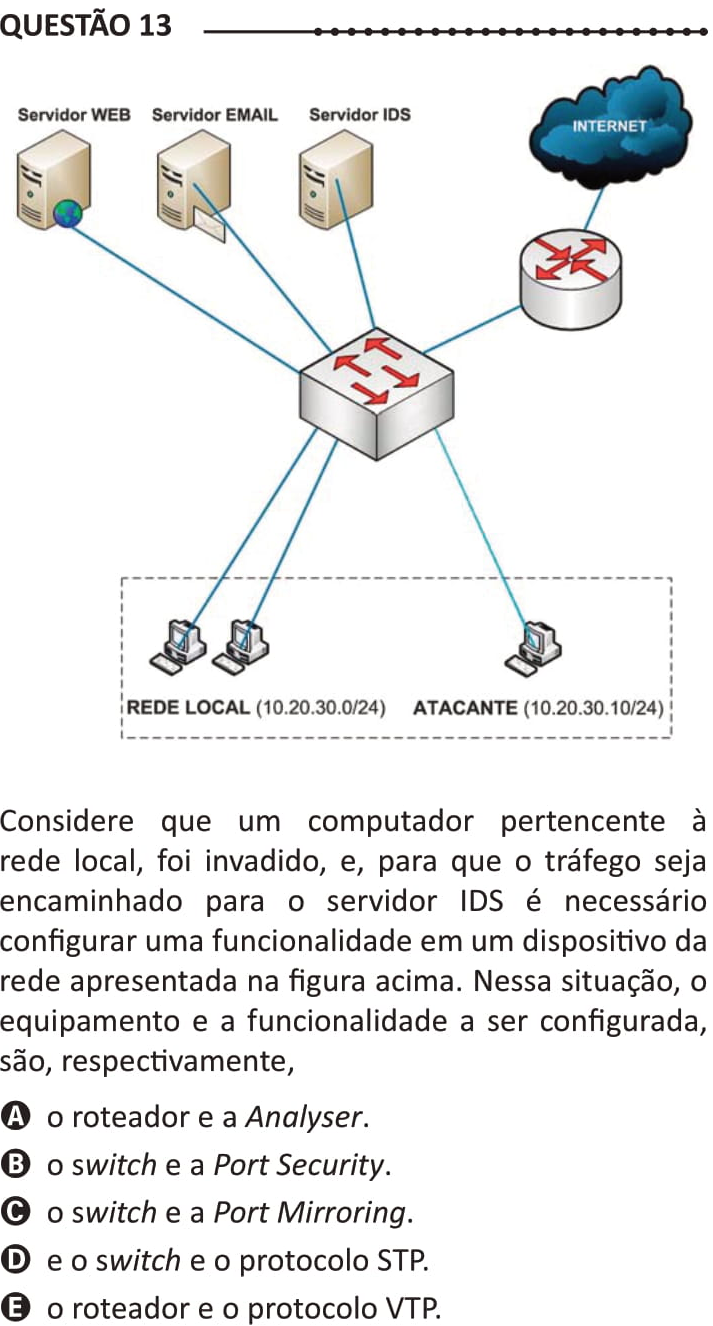 QUESTÃO 13
Servidor WEB Servidor EMAIL Servidor IDS
INTERNET
REDE LOCAL (10.20.30.0/24) ATACANTE (10.20.30.10/24)
Considere que um computador pertencente à
rede local, foi invadido, e, para que o tráfego seja
encaminhado para o servidor IDS é necessário
configurar uma funcionalidade em um dispositivo da
rede apresentada na figura acima. Nessa situação, o
equipamento e a funcionalidade a ser configurada,
são, respectivamente,
A o roteador e a Analyser.
B o switch e a Port Security.
C o switch e a Port Mirroring.
D e o switch e o protocolo STP.
E o roteador e o protocolo VTP.